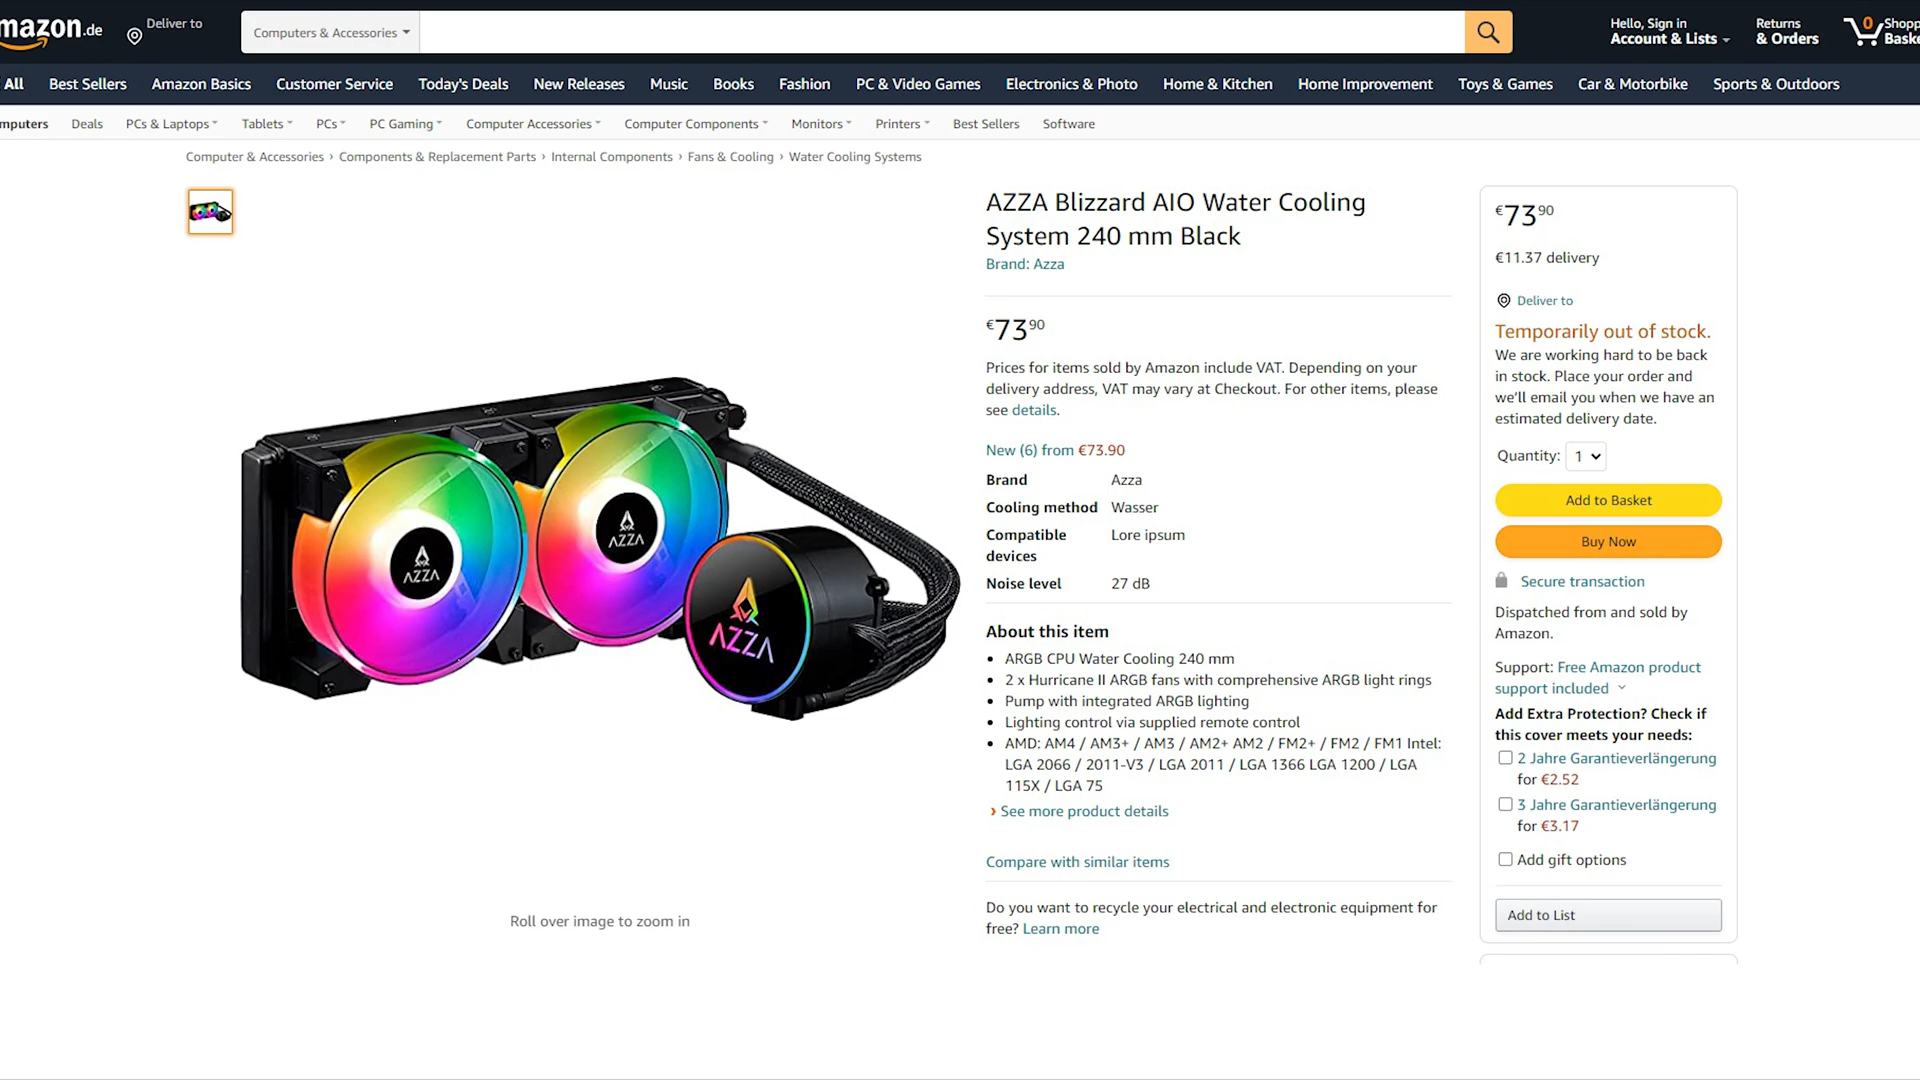 mazon.de
Deliver to
Computers & Accessories
Hello, Sign in
Account & Lists
Returns
& Orders
0
Shopp
Baske
All Best Sellers Amazon Basics Customer Service Today's Deals New Releases Music Books Fashion PC & Video Games Electronics & Photo Home & Kitchen Home Improvement Toys & Games Car & Motorbike Sports & Outdoors
mputers Deals PCs & Laptops Tablets PCs PC Gaming Computer Accessories Computer Components Monitors Printers Best Sellers Software
Computer & Accessories › Components & Replacement Parts › Internal Components › Fans & Cooling › Water Cooling Systems
AZZA
AZZA
AZZA
Roll over image to zoom in
AZZA Blizzard AIO Water Cooling
System 240 mm Black
Brand: Azza
€7390
Prices for items sold by Amazon include VAT. Depending on your
delivery address, VAT may vary at Checkout. For other items, please
see details.
New (6) from €73.90
Brand Azza
Cooling method Wasser
Compatible Lore ipsum
devices
Noise level 27 dB
About this item
• ARGB CPU Water Cooling 240 mm
• 2 x Hurricane II ARGB fans with comprehensive ARGB light rings
• Pump with integrated ARGB lighting
• Lighting control via supplied remote control
• AMD: AM4 / AM3+ / AM3 / AM2+ AM2 / FM2+ / FM2 / FM1 Intel:
LGA 2066 / 2011-V3 / LGA 2011 / LGA 1366 LGA 1200 / LGA
115X / LGA 75
› See more product details
Compare with similar items
Do you want to recycle your electrical and electronic equipment for
free? Learn more
€7390
€11.37 delivery
Deliver to
Temporarily out of stock.
We are working hard to be back
in stock. Place your order and
we'll email you when we have an
estimated delivery date.
Quantity: 1
Add to Basket
Buy Now
Secure transaction
Dispatched from and sold by
Amazon.
Support: Free Amazon product
support included
Add Extra Protection? Check if
this cover meets your needs:
2 Jahre Garantieverlängerung
for €2.52
3 Jahre Garantieverlängerung
for €3.17
Add gift options
Add to List